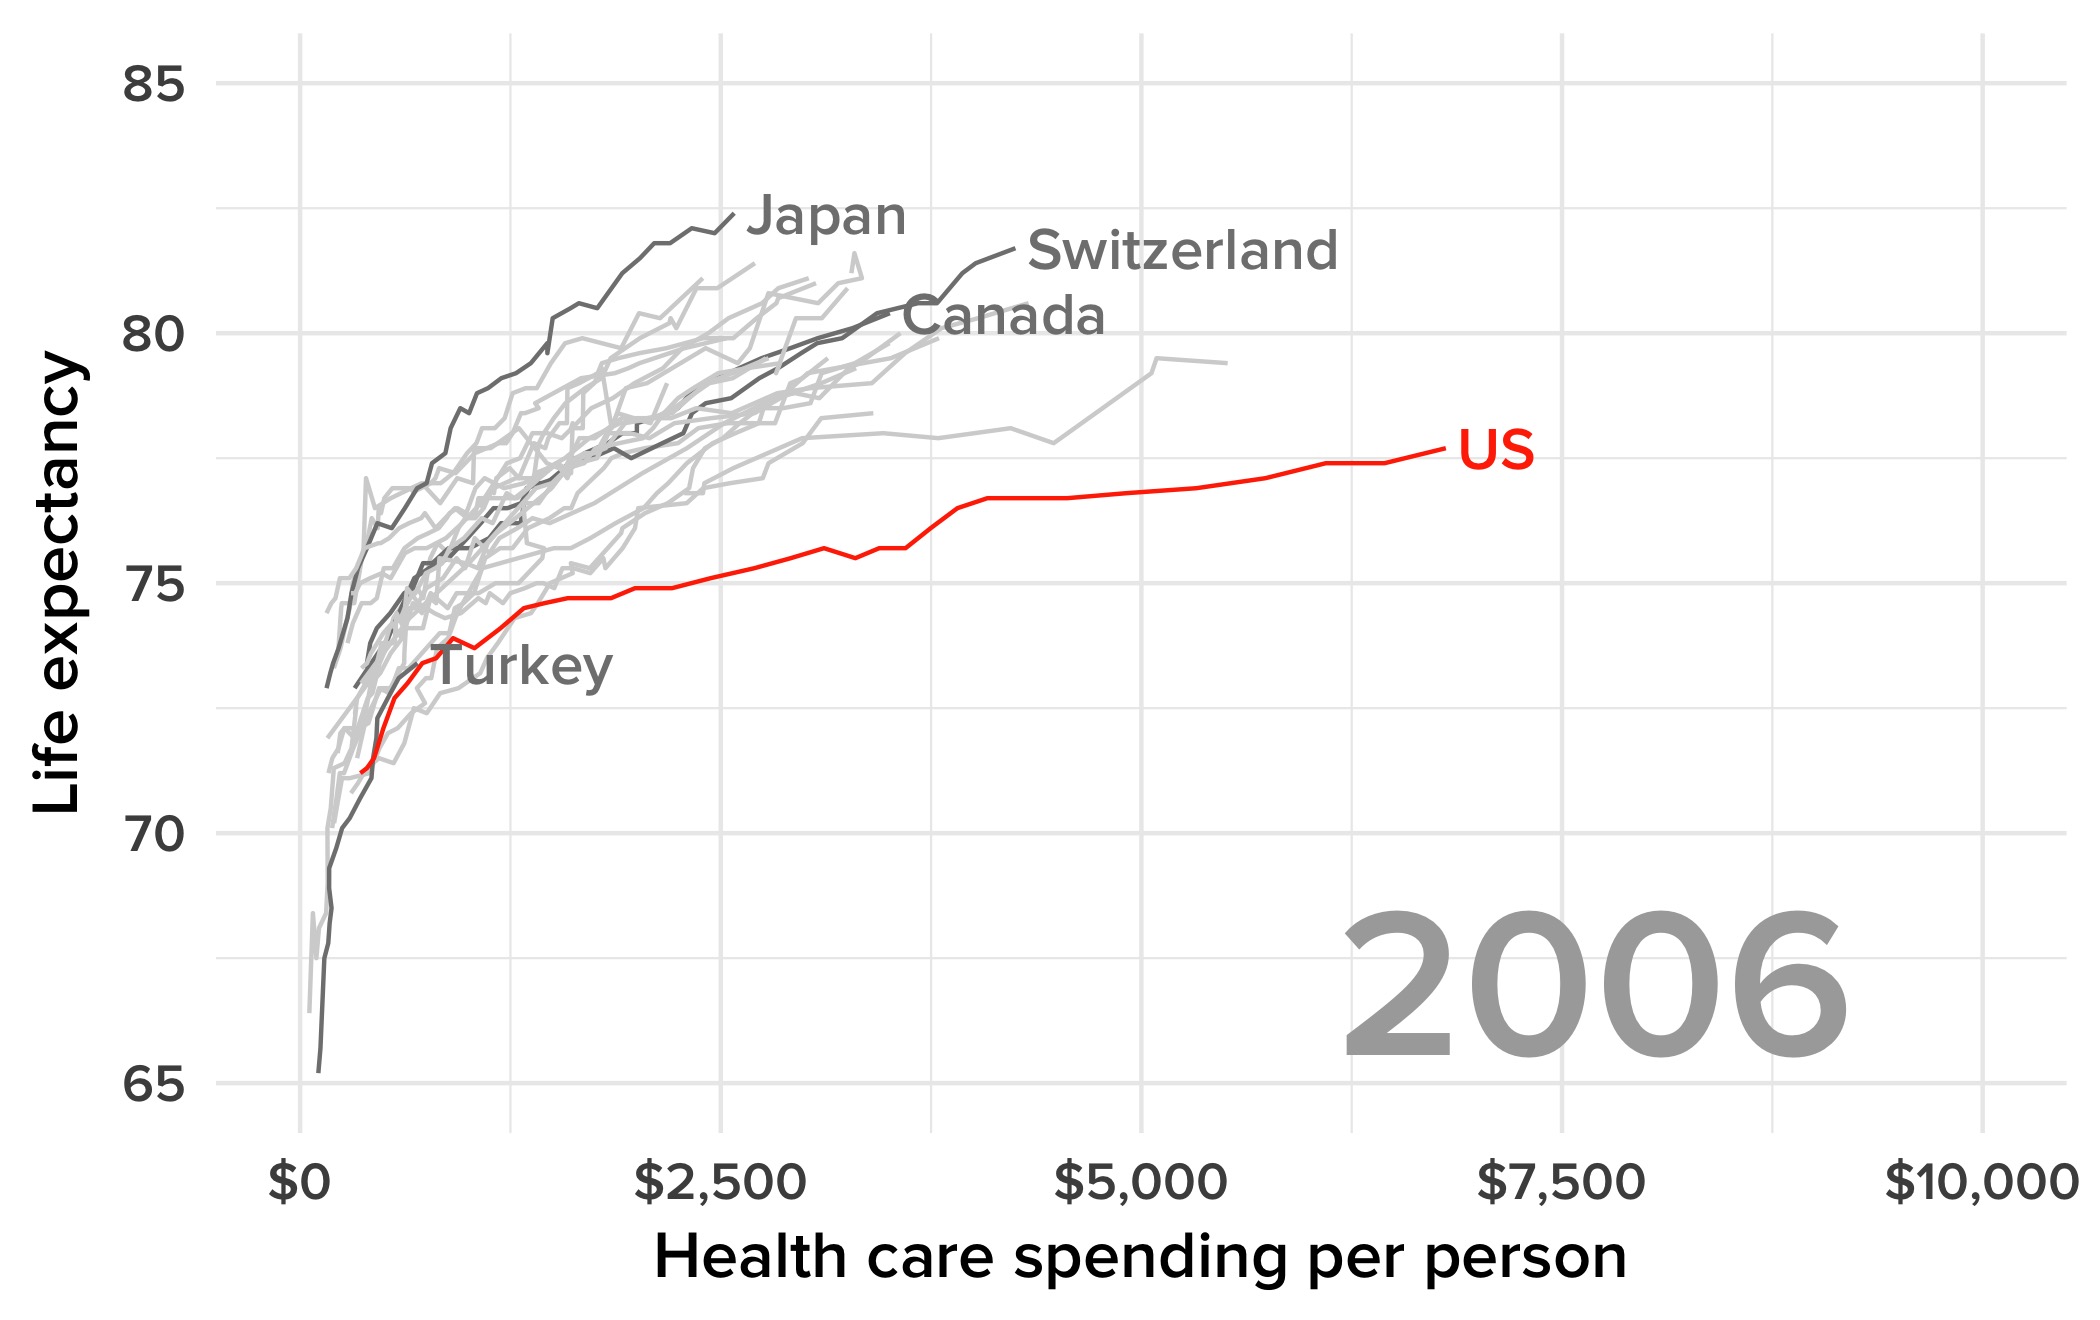 85
Japan
Switzerland
Canada
80
US
Life expectancy
75
Turkey
70
2006
65
$0 $2,500 $5,000 $7,500 $10,000
Health care spending per person